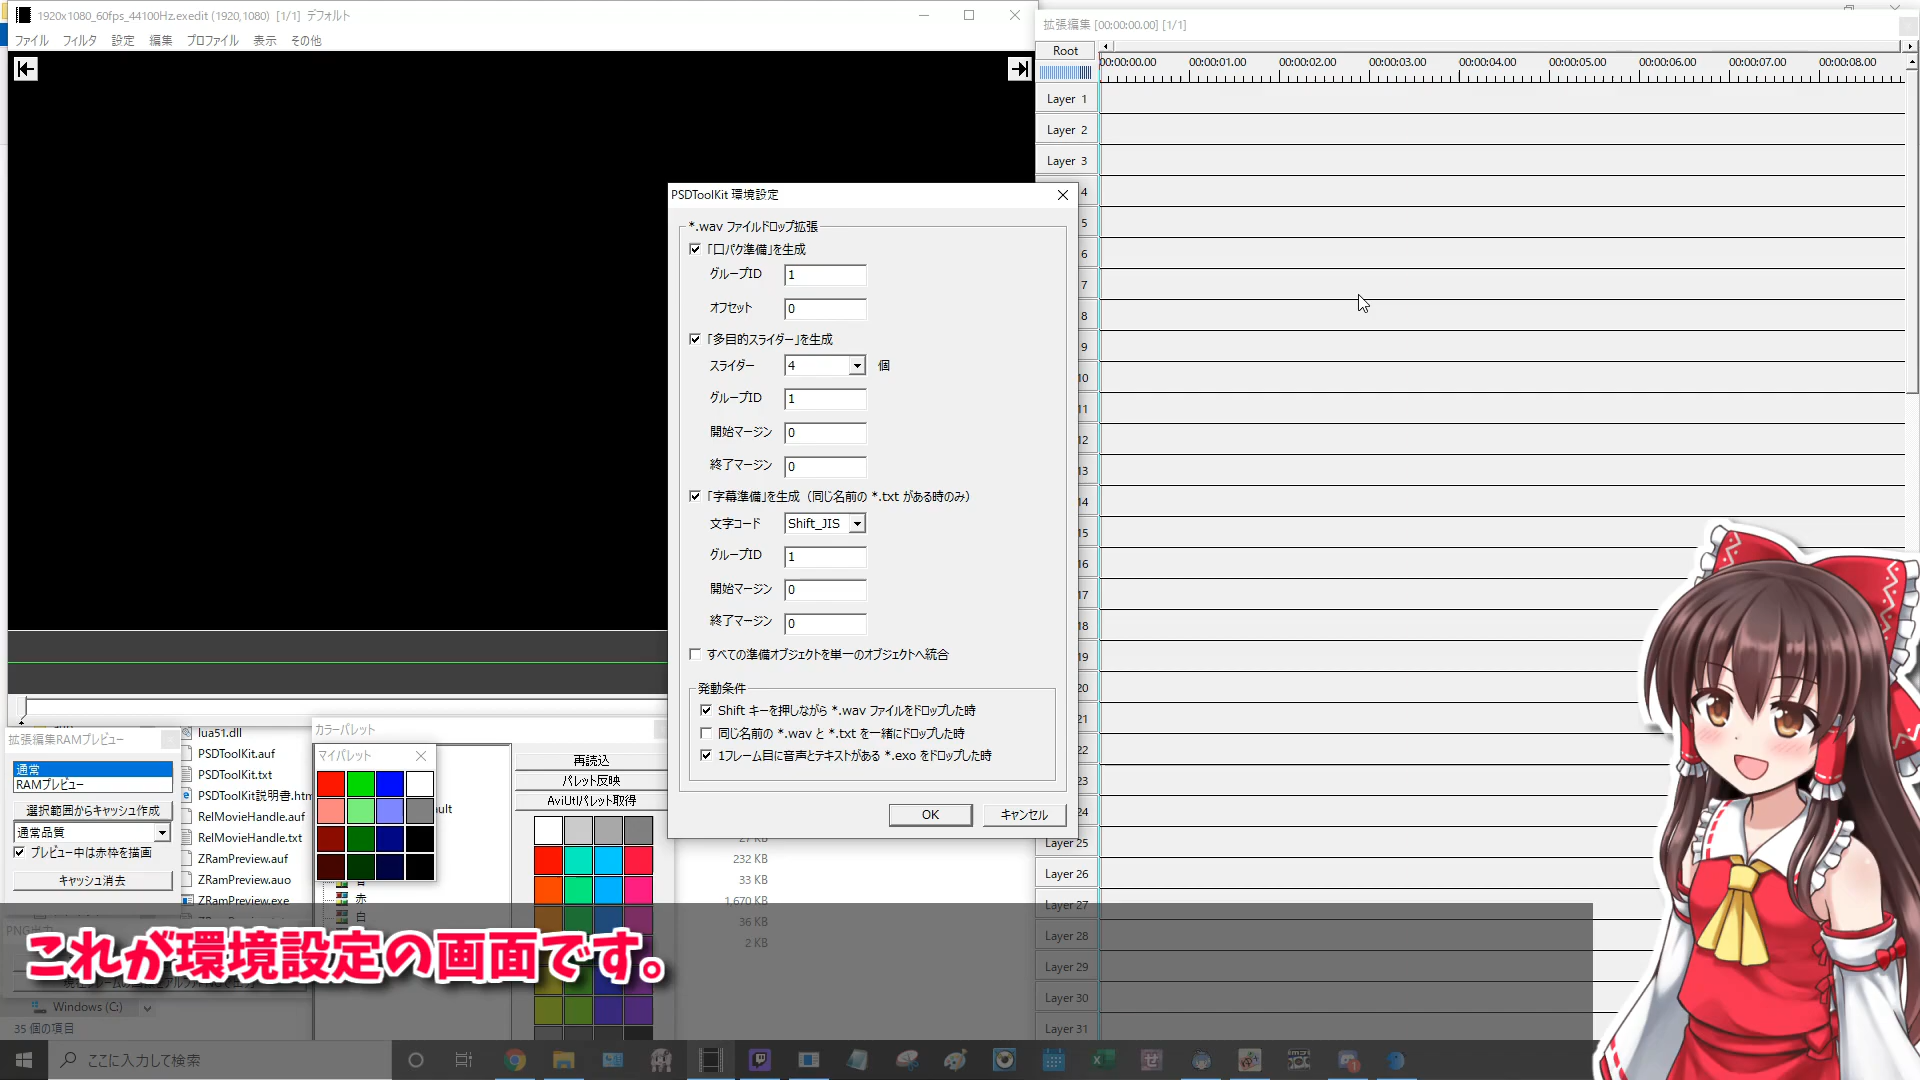 1920x1080_60fps_44100Hz.exedit (1920,1080) [1/1] デフォルト
ファイル フィルタ 設定 編集 プロファイル 表示 その他
拡張編集 [00:00:00.00] [1/1]
Root
00:00:00.00 00:00:01.00 00:00:02.00 00:00:03.00 00:00:04.00 00:00:05.00 00:00:06.00 00:00:07.00 00:00:08.00
Layer 1
Layer 2
Layer 3
4
5
6
7
8
9
10
11
12
13
14
15
16
17
18
19
20
21
22
23
24
Layer 25
Layer 26
Layer 27
Layer 28
Layer 29
Layer 30
Layer 31
PSDToolKit 環境設定
*.wav ファイルドロップ拡張
「口パク準備」を生成
グループID 1
オフセット 0
「多目的スライダー」を生成
スライダー 4 個
グループID 1
開始マージン 0
終了マージン 0
「字幕準備」を生成 (同じ名前の *.txt がある時のみ)
文字コード Shift_JIS
グループID 1
開始マージン 0
終了マージン 0
すべての準備オブジェクトを単一のオブジェクトへ統合
発動条件
Shift キーを押しながら *.wav ファイルをドロップした時
同じ名前の *.wav と *.txt を一緒にドロップした時
1フレーム目に音声とテキストがある *.exo をドロップした時
OK キャンセル
拡張編集RAMプレビュー
通常
RAMプレビュー
選択範囲からキャッシュ作成
通常品質
プレビュー中は赤枠を描画
キャッシュ消去
lua51.dll
PSDToolKit.auf
PSDToolKit.txt
PSDToolKit説明書.htm
RelMovieHandle.auf
RelMovieHandle.txt
ZRamPreview.auf
ZRamPreview.auo
ZRamPreview.exe
カラーパレット
マイパレット
再読込
パレット反映
AviUtlパレット取得
赤
白
232 KB
33 KB
1,670 KB
36 KB
2 KB
これが環境設定の画面です。
Windows (C:)
35 個の項目
ここに入力して検索